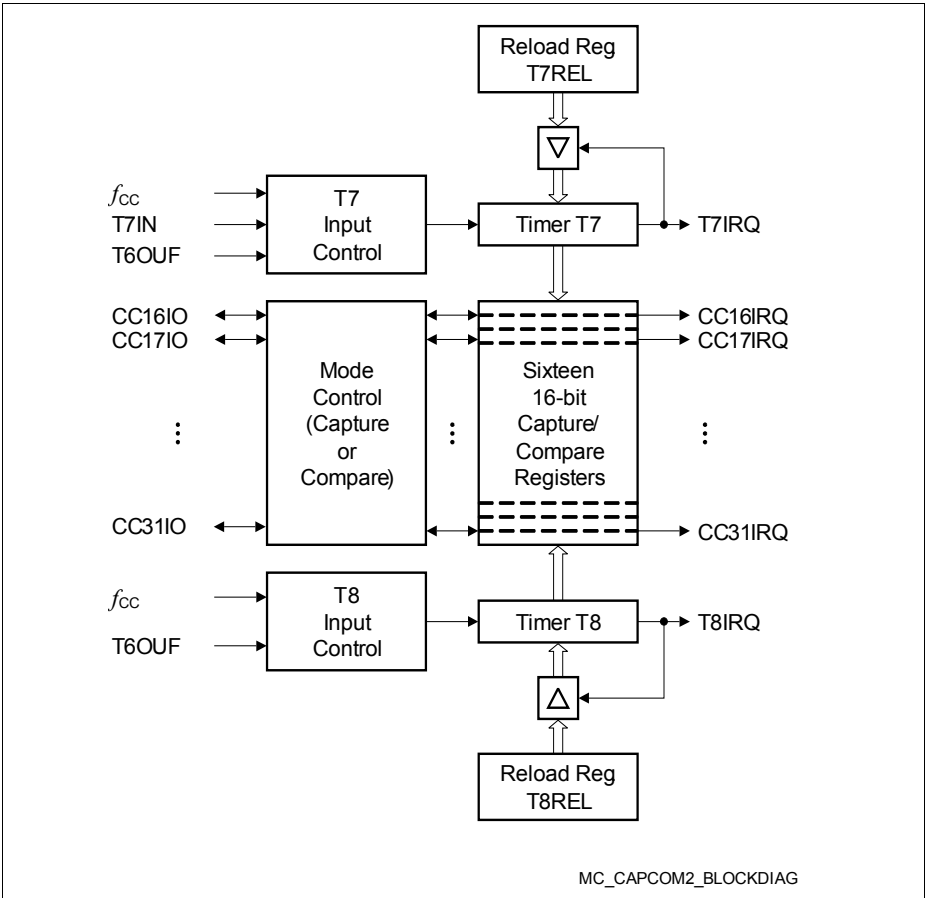 Reload Reg
T7REL
fCC
T7IN
T6OUF
T7
Input
Control
Timer T7
T7IRQ
CC16IO
CC17IO
CC31IO
Mode
Control
(Capture
or
Compare)
Sixteen
16-bit
Capture/
Compare
Registers
CC16IRQ
CC17IRQ
CC31IRQ
fCC
T6OUF
T8
Input
Control
Timer T8
T8IRQ
Reload Reg
T8REL
MC_CAPCOM2_BLOCKDIAG